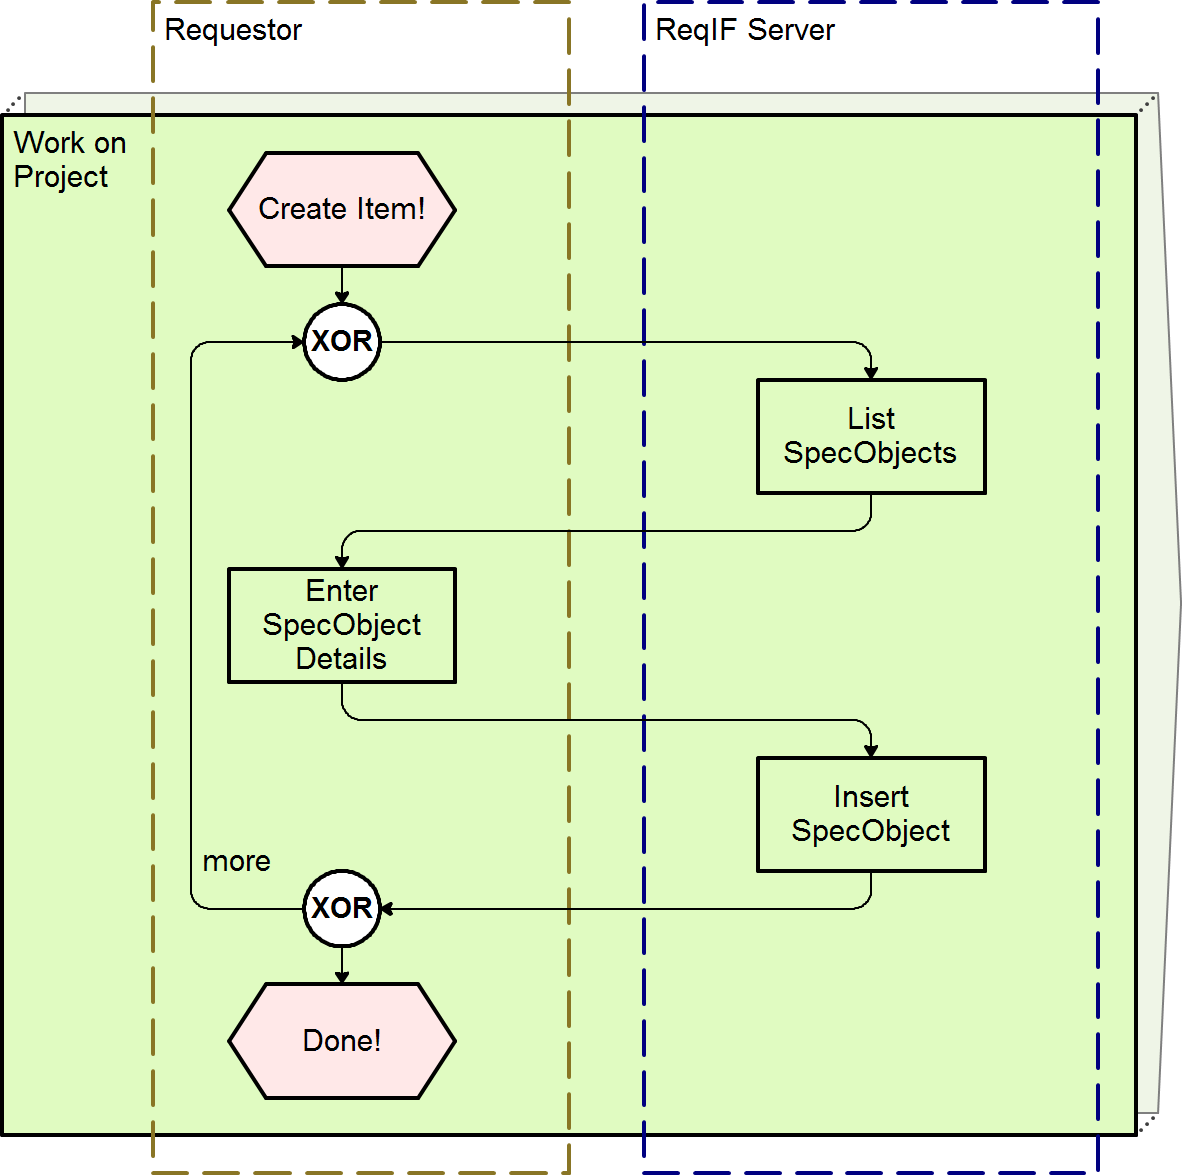 Requestor
ReqIF Server
Work on
Project
Create Item!
XOR
List
SpecObjects
Enter
SpecObject
Details
Insert
SpecObject
more
XOR
Done!